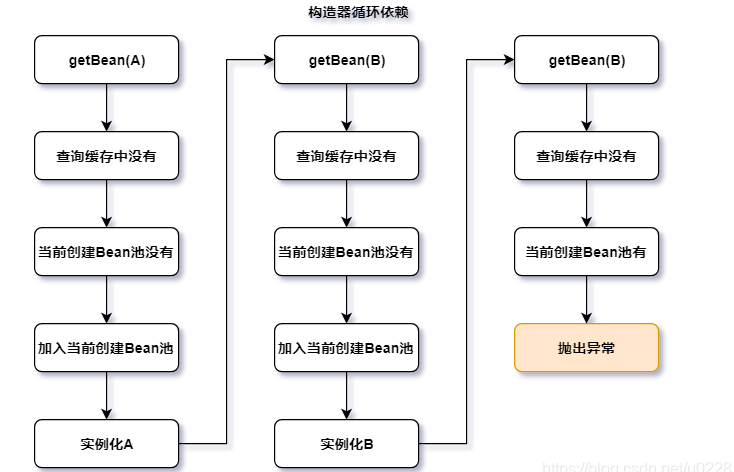 构造器循环依赖
getBean(A)
查询缓存中没有
当前创建Bean池没有
加入当前创建Bean池
实例化A
getBean(B)
查询缓存中没有
当前创建Bean池没有
加入当前创建Bean池
实例化B
getBean(B)
查询缓存中没有
当前创建Bean池有
抛出异常
https://blog.csdn.net/u0228